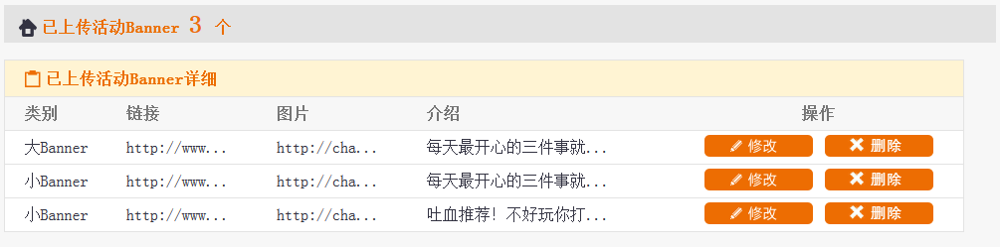 已上传活动Banner 3 个
已上传活动Banner详细
类别 链接 图片 介绍 操作
大Banner http://www... http://cha... 每天最开心的三件事就... 修改 删除
小Banner http://www... http://cha... 每天最开心的三件事就... 修改 删除
小Banner http://www... http://cha... 吐血推荐！不好玩你打... 修改 删除